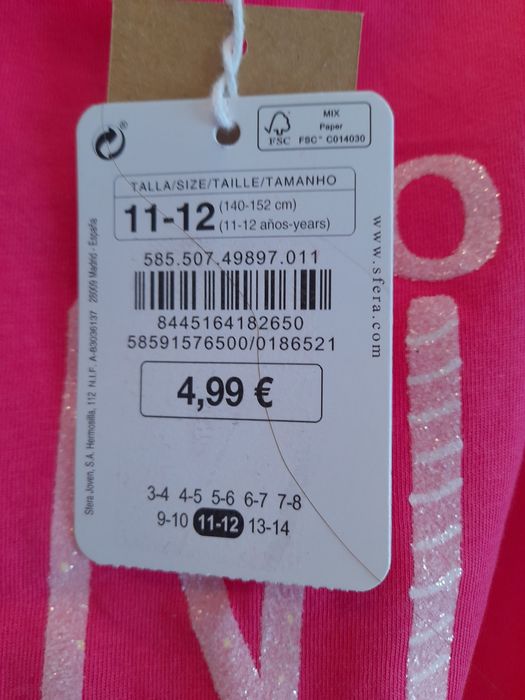 MIX
Paper
FSC™ C014030
FSC
®
TALLA/SIZE/TAILLE/TAMANHO
11-12 (140-152 cm)
(11-12 años-years)
585.507.49897.011
8445164182650
58591576500/0186521
4,99 €
3-4 4-5 5-6 6-7 7-8
9-10 11-12 13-14
www.sfera.com
Sfera Joven, S.A. Hermosilla, 112 N.I.F. A-83036137 28009 Madrid - España